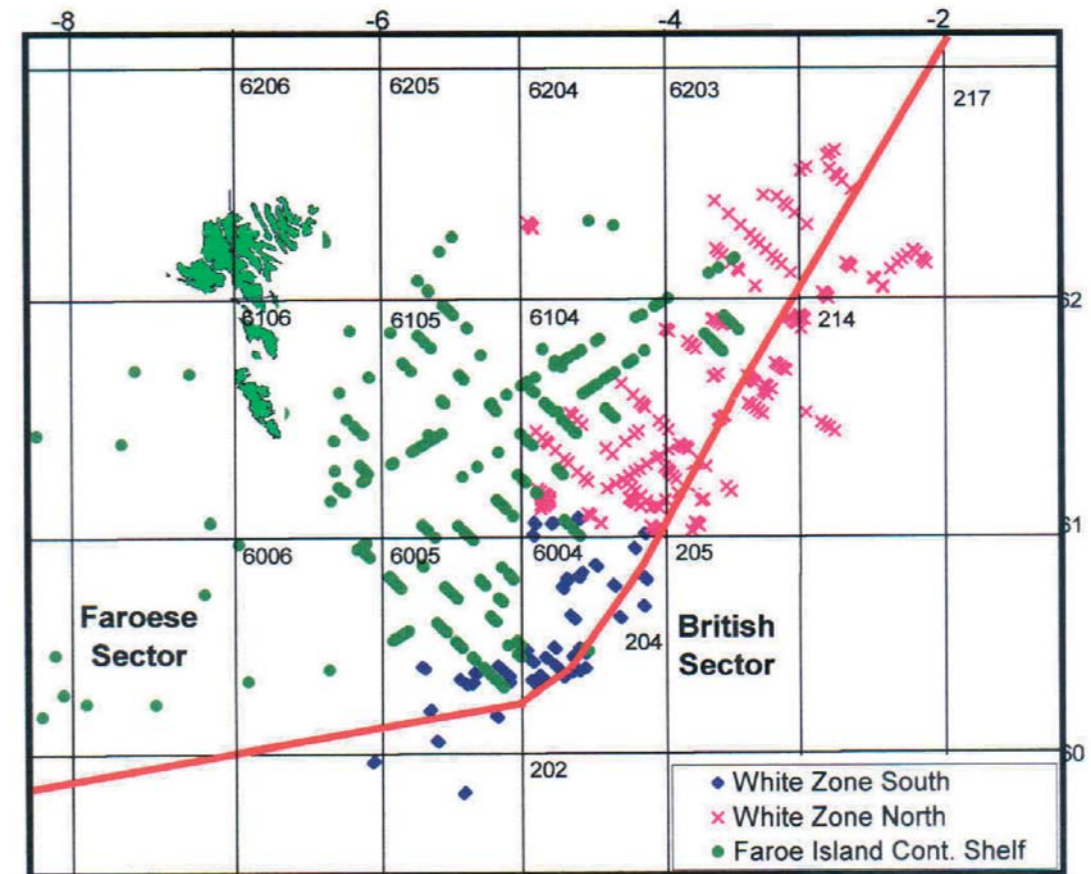 -8 -6 -4 -2
6206 6205 6204 6203
217
62
6106 6105 6104 214
61
6006 6005 6004 205
Faroese
Sector
204
British
Sector
60
202
White Zone South
White Zone North
Faroe Island Cont. Shelf